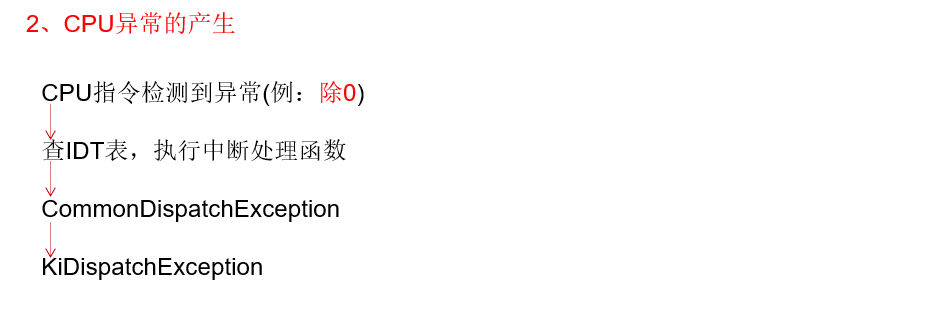 2、CPU异常的产生
CPU指令检测到异常(例：除0)
查IDT表，执行中断处理函数
CommonDispatchException
KiDispatchException